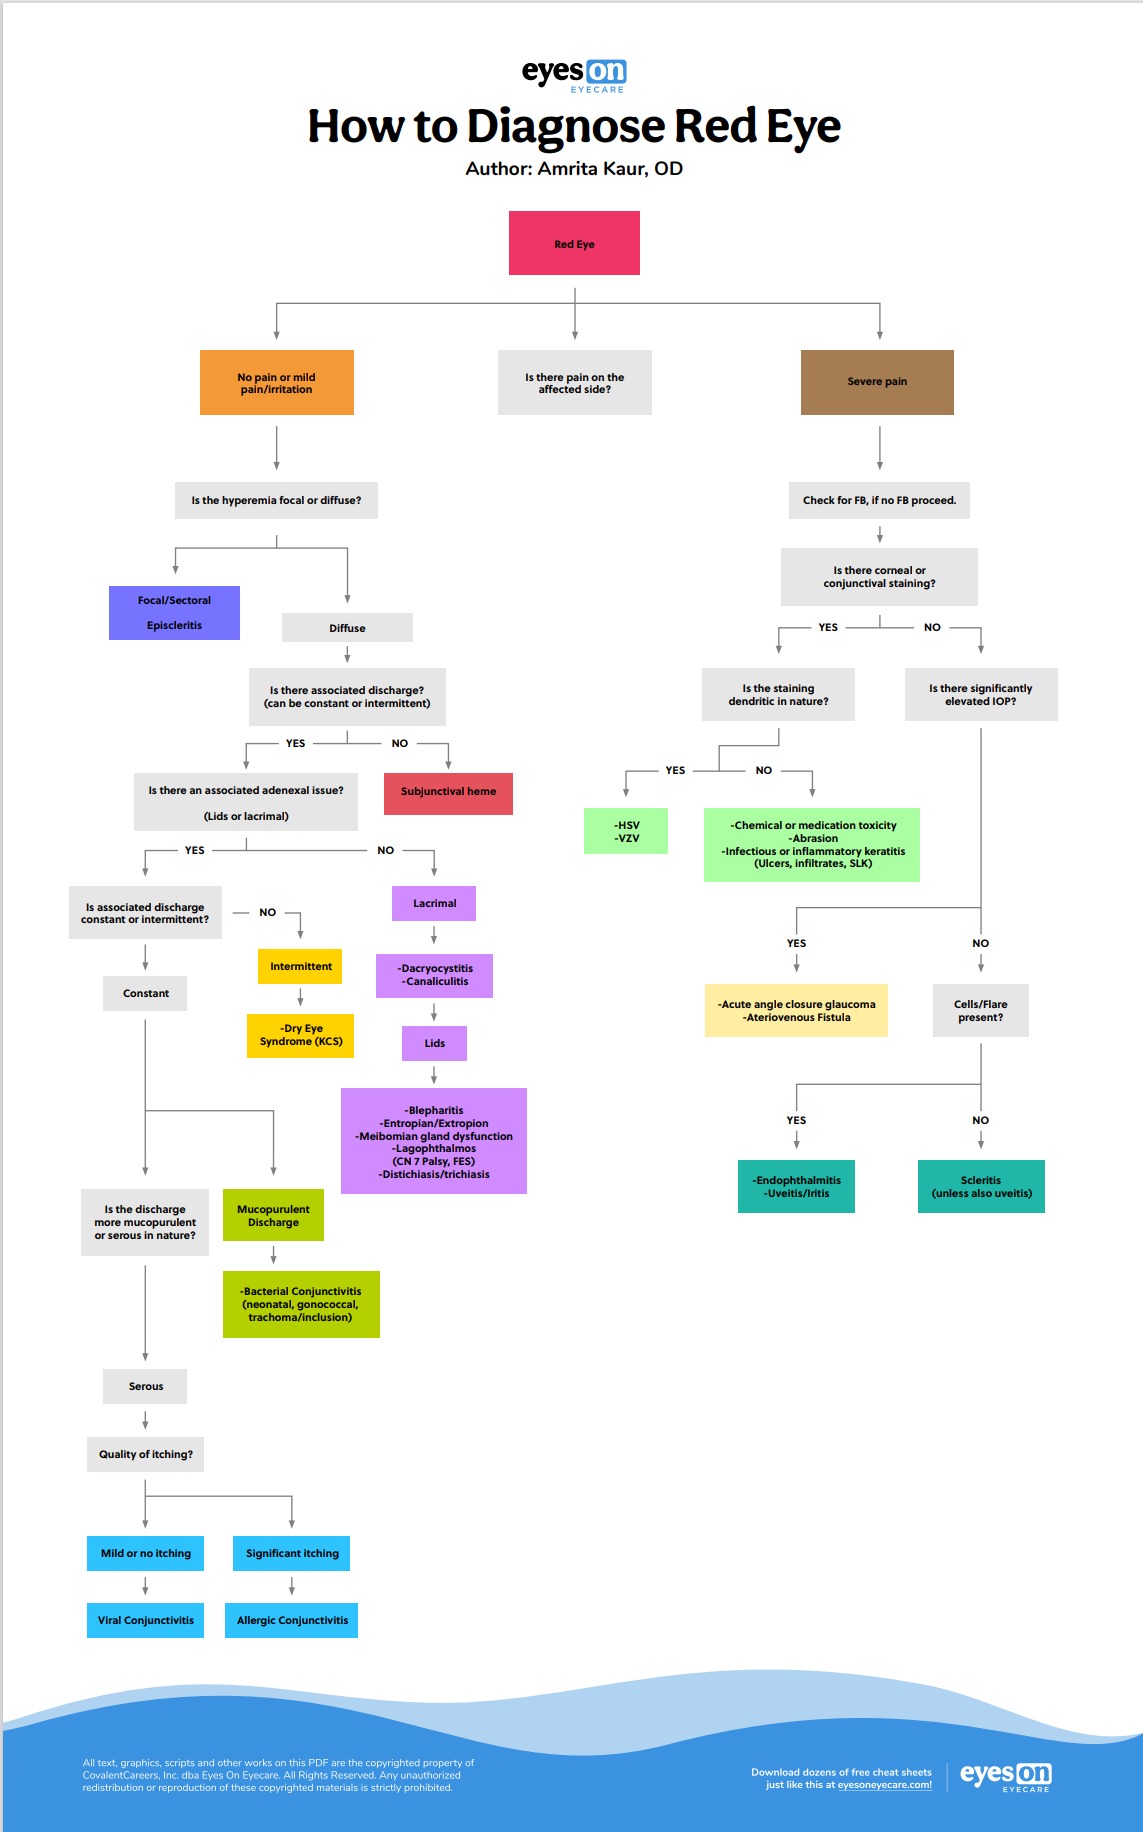 eyes on
EYECARE
How to Diagnose Red Eye
Author: Amrita Kaur, OD
Red Eye
No pain or mild
pain/irritation
Is there pain on the
affected side?
Severe pain
Is the hyperemia focal or diffuse?
Check for FB, if no FB proceed.
Is there corneal or
conjunctival staining?
Focal/Sectoral
Episcleritis
Diffuse
YES
NO
Is there associated discharge?
(can be constant or intermittent)
Is the staining
dendritic in nature?
Is there significantly
elevated IOP?
YES
NO
Is there an associated adenexal issue?
(Lids or lacrimal)
Subjunctival heme
YES
NO
-HSV
-VZV
-Chemical or medication toxicity
-Abrasion
-Infectious or inflammatory keratitis
(Ulcers, infiltrates, SLK)
YES
NO
Is associated discharge
constant or intermittent?
NO
Lacrimal
YES
NO
Intermittent
-Dacryocystitis
-Canaliculitis
Constant
-Acute angle closure glaucoma
-Ateriovenous Fistula
Cells/Flare
present?
-Dry Eye
Syndrome (KCS)
Lids
-Blepharitis
-Entropian/Extropion
-Meibomian gland dysfunction
-Lagophthalmos
(CN 7 Palsy, FES)
-Distichiasis/trichiasis
YES
NO
-Endophthalmitis
-Uveitis/Iritis
Scleritis
(unless also uveitis)
Is the discharge
more mucopurulent
or serous in nature?
Mucopurulent
Discharge
-Bacterial Conjunctivitis
(neonatal, gonococcal,
trachoma/inclusion)
Serous
Quality of itching?
Mild or no itching
Significant itching
Viral Conjunctivitis
Allergic Conjunctivitis
All text, graphics, scripts and other works on this PDF are the copyrighted property of
CovalentCareers, Inc. dba Eyes On Eyecare. All Rights Reserved. Any unauthorized
redistribution or reproduction of these copyrighted materials is strictly prohibited.
Download dozens of free cheat sheets
just like this at eyesoneyecare.com!
eyes on
EYECARE